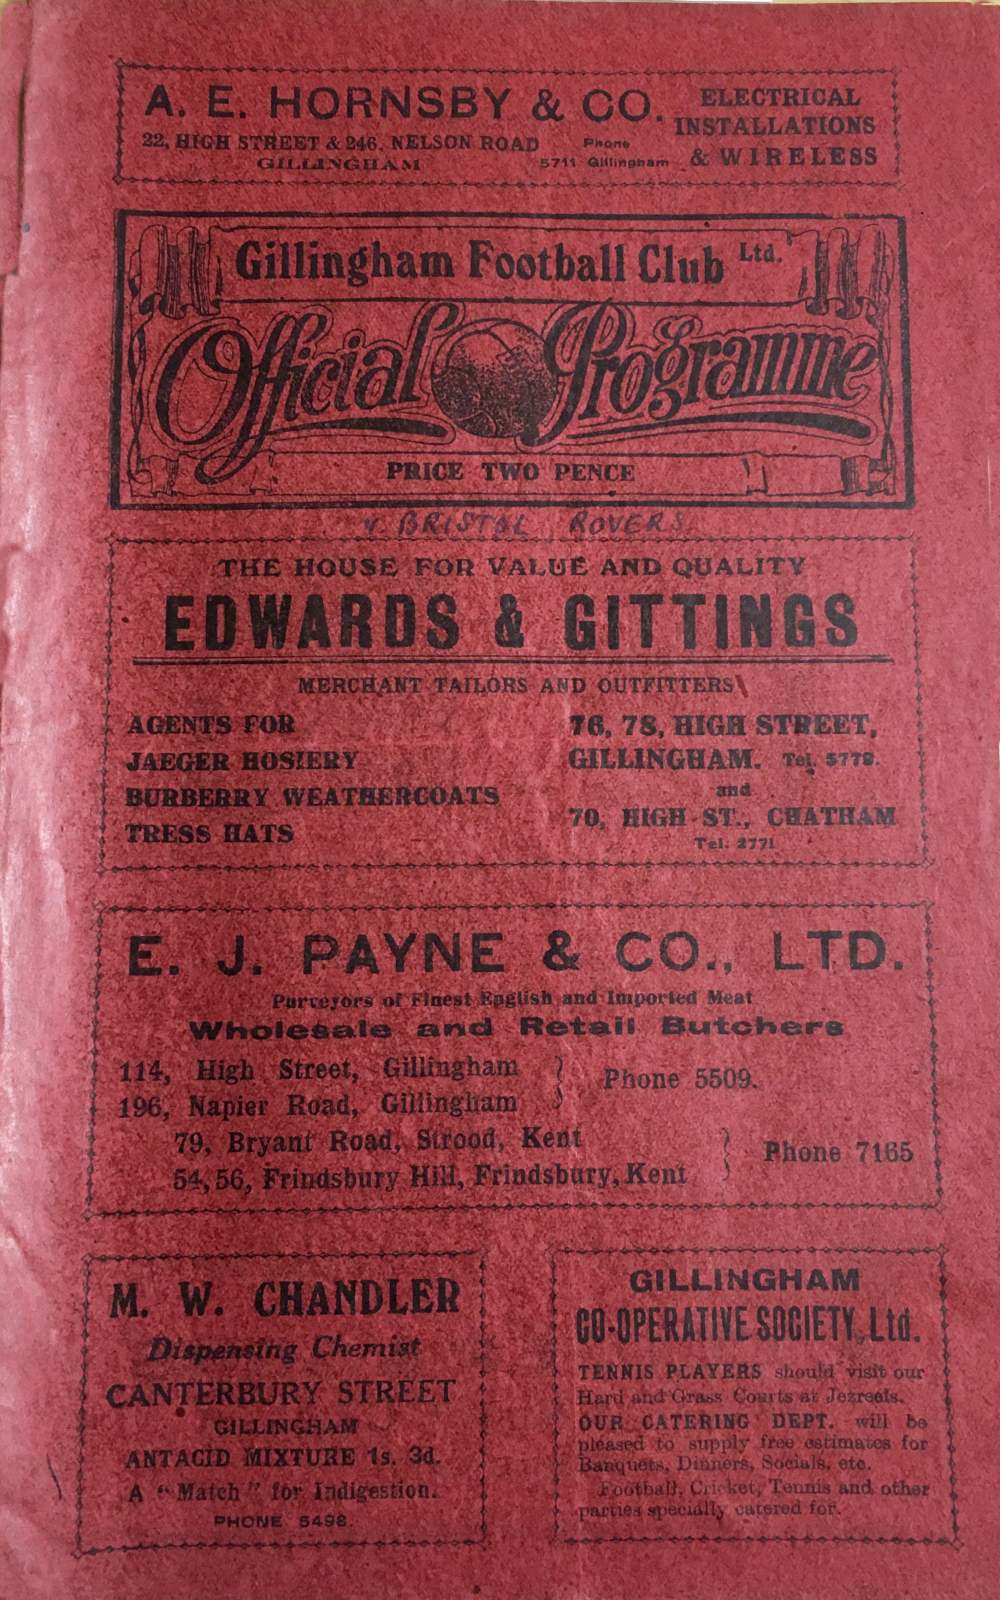 A. E. HORNSBY & CO.
22, HIGH STREET & 246, NELSON ROAD
GILLINGHAM
Phone
5711 Gillingham
ELECTRICAL
INSTALLATIONS
& WIRELESS
Gillingham Football Club Ltd.
Official Programme
PRICE TWO PENCE
v. BRISTOL ROVERS
THE HOUSE FOR VALUE AND QUALITY
EDWARDS & GITTINGS
MERCHANT TAILORS AND OUTFITTERS
AGENTS FOR
JAEGER HOSIERY
BURBERRY WEATHERCOATS
TRESS HATS
76, 78, HIGH STREET,
GILLINGHAM. Tel. 5779.
and
70, HIGH ST., CHATHAM
Tel. 2771
E. J. PAYNE & CO., LTD.
Purveyors of Finest English and Imported Meat
Wholesale and Retail Butchers
114, High Street, Gillingham
196, Napier Road, Gillingham
Phone 5509.
79, Bryant Road, Strood, Kent
54, 56, Frindsbury Hill, Frindsbury, Kent
Phone 7165
M. W. CHANDLER
Dispensing Chemist
CANTERBURY STREET
GILLINGHAM
ANTACID MIXTURE 1s. 3d.
A "Match" for Indigestion.
PHONE 5498.
GILLINGHAM
CO-OPERATIVE SOCIETY, Ltd.
TENNIS PLAYERS should visit our
Hard and Grass Courts at Jezreels.
OUR CATERING DEPT. will be
pleased to supply free estimates for
Banquets, Dinners, Socials, etc.
Football, Cricket, Tennis and other
parties specially catered for.